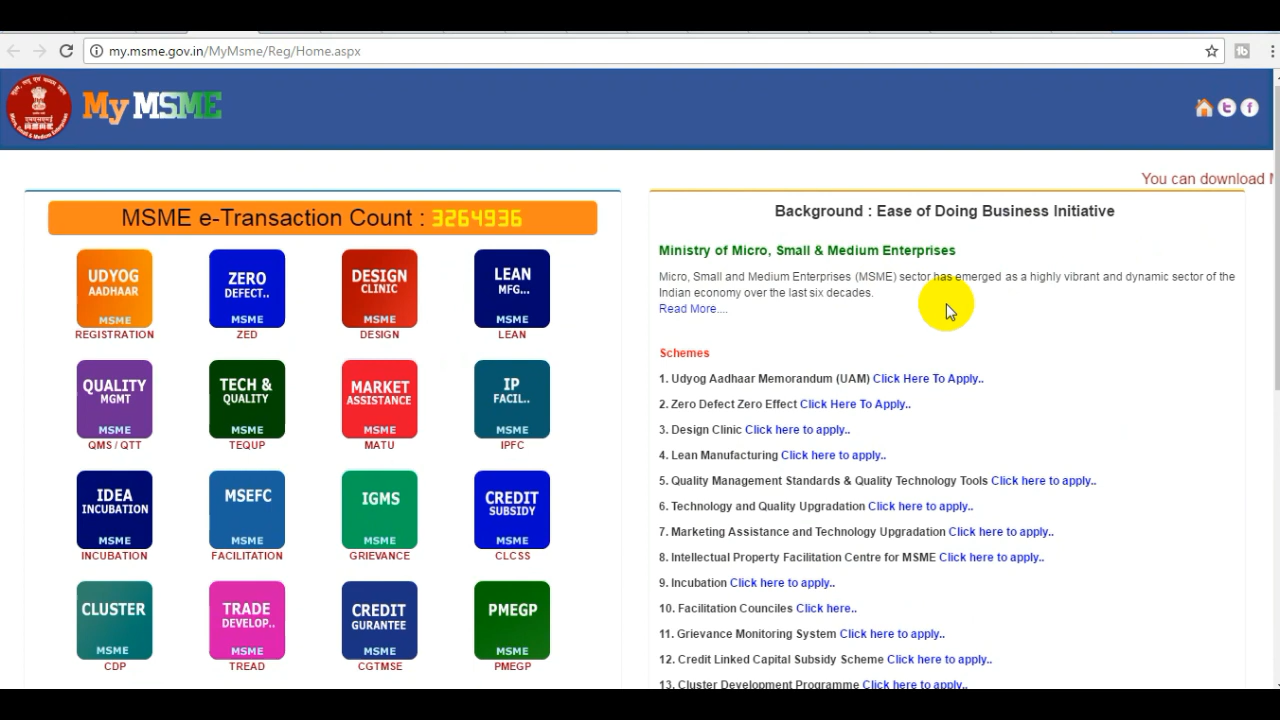 my.msme.gov.in/MyMsme/Reg/Home.aspx
My MSME
You can download
MSME e-Transaction Count : 3264936
UDYOG
AADHAAR
MSME
REGISTRATION
ZERO
DEFECT..
MSME
ZED
DESIGN
CLINIC
MSME
DESIGN
LEAN
MFG...
MSME
LEAN
QUALITY
MGMT
MSME
QMS / QTT
TECH &
QUALITY
MSME
TEQUP
MARKET
ASSISTANCE
MSME
MATU
IP
FACIL..
MSME
IPFC
IDEA
INCUBATION
MSME
INCUBATION
MSEFC
MSME
FACILITATION
IGMS
MSME
GRIEVANCE
CREDIT
SUBSIDY
MSME
CLCSS
CLUSTER
MSME
CDP
TRADE
DEVELOP..
MSME
TREAD
CREDIT
GURANTEE
MSME
CGTMSE
PMEGP
MSME
PMEGP
Background : Ease of Doing Business Initiative
Ministry of Micro, Small & Medium Enterprises
Micro, Small and Medium Enterprises (MSME) sector has emerged as a highly vibrant and dynamic sector of the
Indian economy over the last six decades.
Read More....
Schemes
1. Udyog Aadhaar Memorandum (UAM) Click Here To Apply..
2. Zero Defect Zero Effect Click Here To Apply..
3. Design Clinic Click here to apply..
4. Lean Manufacturing Click here to apply..
5. Quality Management Standards & Quality Technology Tools Click here to apply..
6. Technology and Quality Upgradation Click here to apply..
7. Marketing Assistance and Technology Upgradation Click here to apply..
8. Intellectual Property Facilitation Centre for MSME Click here to apply..
9. Incubation Click here to apply..
10. Facilitation Counciles Click here..
11. Grievance Monitoring System Click here to apply..
12. Credit Linked Capital Subsidy Scheme Click here to apply..
13. Cluster Development Programme Click here to apply..